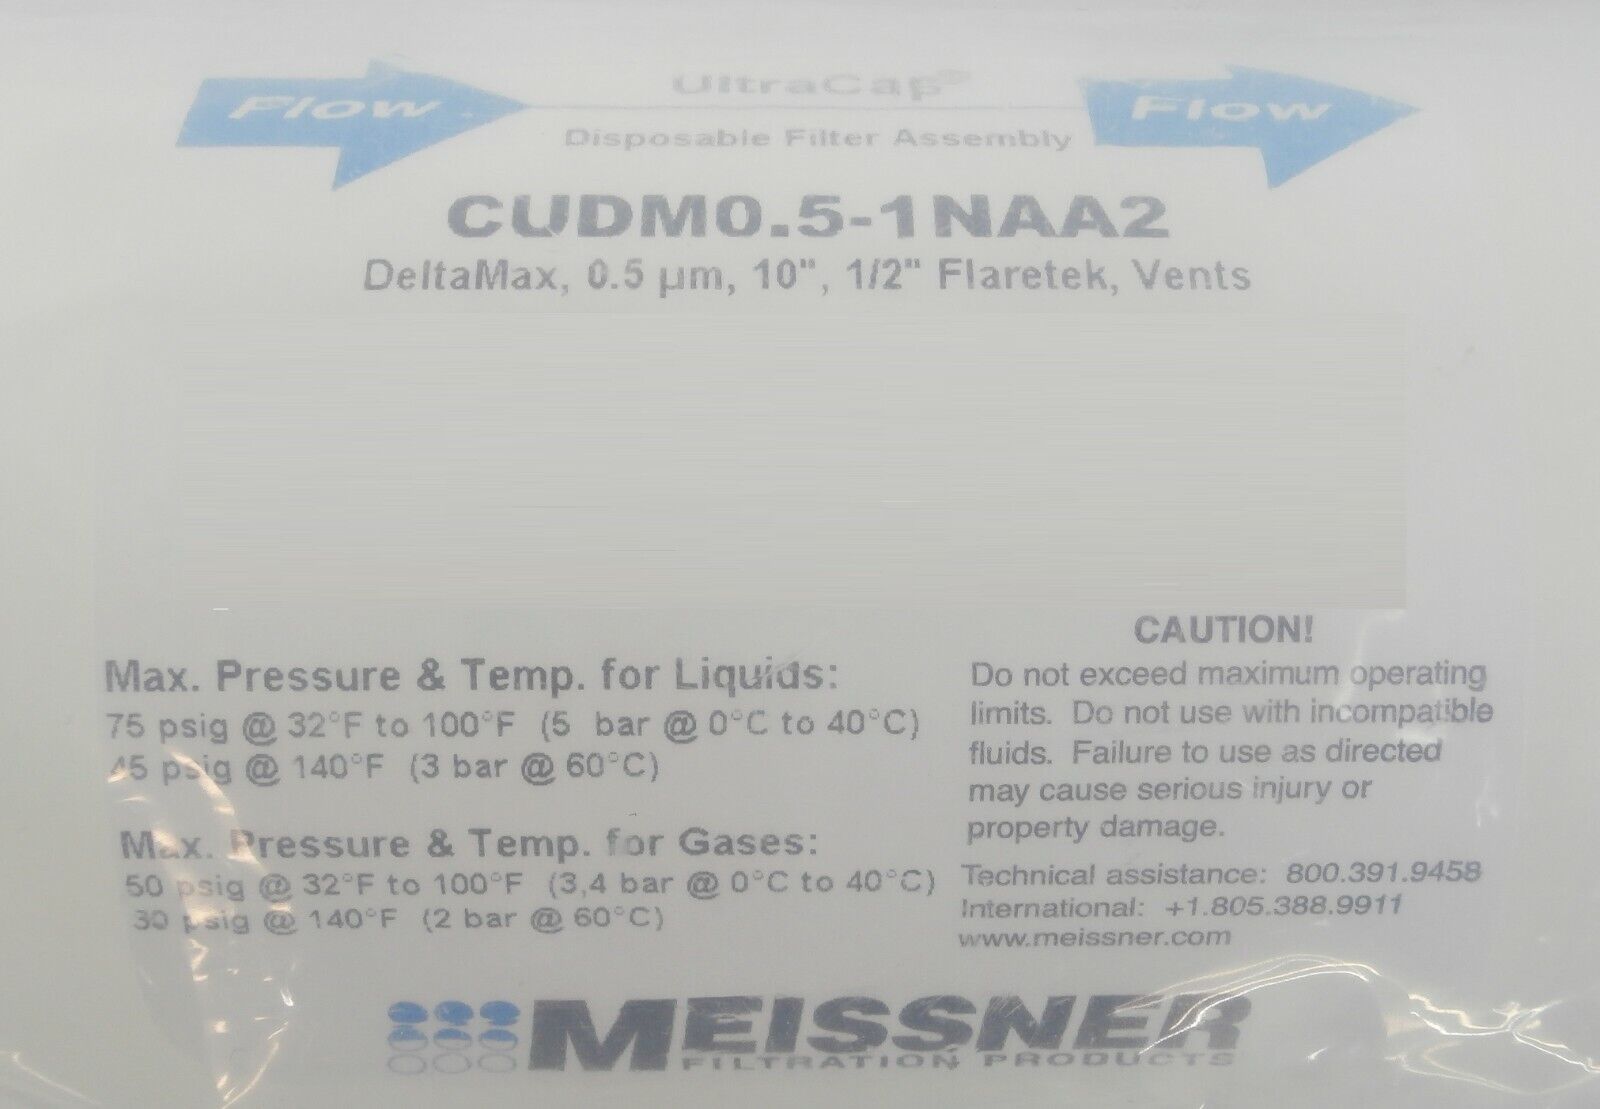 Flow UltraCap® Flow
Disposable Filter Assembly
CUDM0.5-1NAA2
DeltaMax, 0.5 µm, 10", 1/2" Flaretek, Vents
Max. Pressure & Temp. for Liquids:
75 psig @ 32°F to 100°F (5 bar @ 0°C to 40°C)
45 psig @ 140°F (3 bar @ 60°C)
Max. Pressure & Temp. for Gases:
50 psig @ 32°F to 100°F (3,4 bar @ 0°C to 40°C)
30 psig @ 140°F (2 bar @ 60°C)
CAUTION!
Do not exceed maximum operating
limits. Do not use with incompatible
fluids. Failure to use as directed
may cause serious injury or
property damage.
Technical assistance: 800.391.9458
International: +1.805.388.9911
www.meissner.com
MEISSNER
FILTRATION PRODUCTS